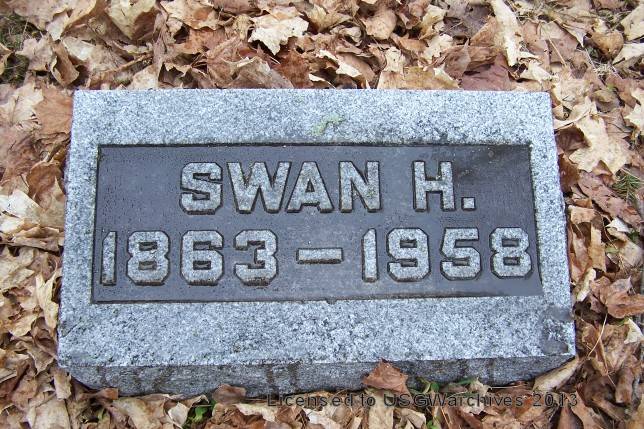 SWAN H.
1863-1958
Licensed to USGWarchives 2013